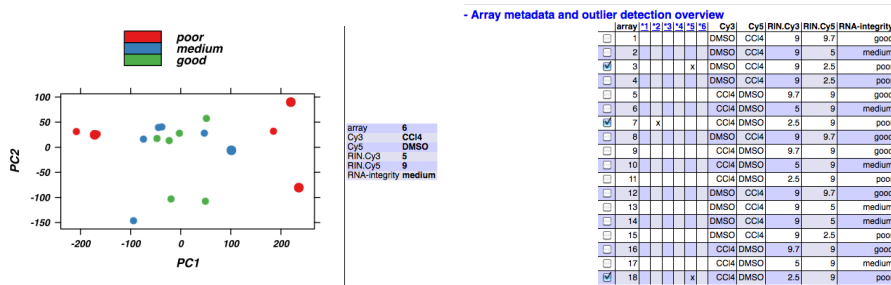 poor
medium
good
100
50
0
-50
-100
-150
-200
-100
0
100
200
PC2
PC1
array 6
Cy3 CCl4
Cy5 DMSO
RIN.Cy3 5
RIN.Cy5 9
RNA-integrity medium
- Array metadata and outlier detection overview
array *1 *2 *3 *4 *5 *6 Cy3 Cy5 RIN.Cy3 RIN.Cy5 RNA-integrity
1 DMSO CCl4 9 9.7 good
2 DMSO CCl4 9 5 medium
3 x DMSO CCl4 9 2.5 poor
4 DMSO CCl4 9 2.5 poor
5 CCl4 DMSO 9.7 9 good
6 CCl4 DMSO 5 9 medium
7 x CCl4 DMSO 2.5 9 poor
8 DMSO CCl4 9 9.7 good
9 CCl4 DMSO 9.7 9 good
10 CCl4 DMSO 5 9 medium
11 CCl4 DMSO 2.5 9 poor
12 DMSO CCl4 9 9.7 good
13 DMSO CCl4 9 5 medium
14 DMSO CCl4 9 5 medium
15 DMSO CCl4 9 2.5 poor
16 CCl4 DMSO 9.7 9 good
17 CCl4 DMSO 5 9 medium
18 x CCl4 DMSO 2.5 9 poor